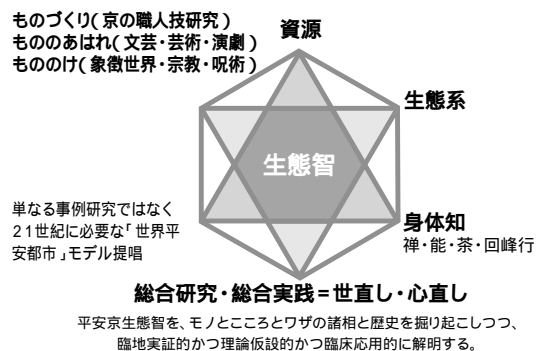 ものづくり(京の職人技研究)
もののあはれ(文芸・芸術・演劇)
もののけ(象徴世界・宗教・呪術)
資源
生態系
生態智
単なる事例研究ではなく
21世紀に必要な「世界平
安都市」モデル提唱
身体知
禅・能・茶・回峰行
総合研究・総合実践=世直し・心直し
平安京生態智を、モノとこころとワザの諸相と歴史を掘り起こしつつ、
臨地実証的かつ理論仮設的かつ臨床応用的に解明する。